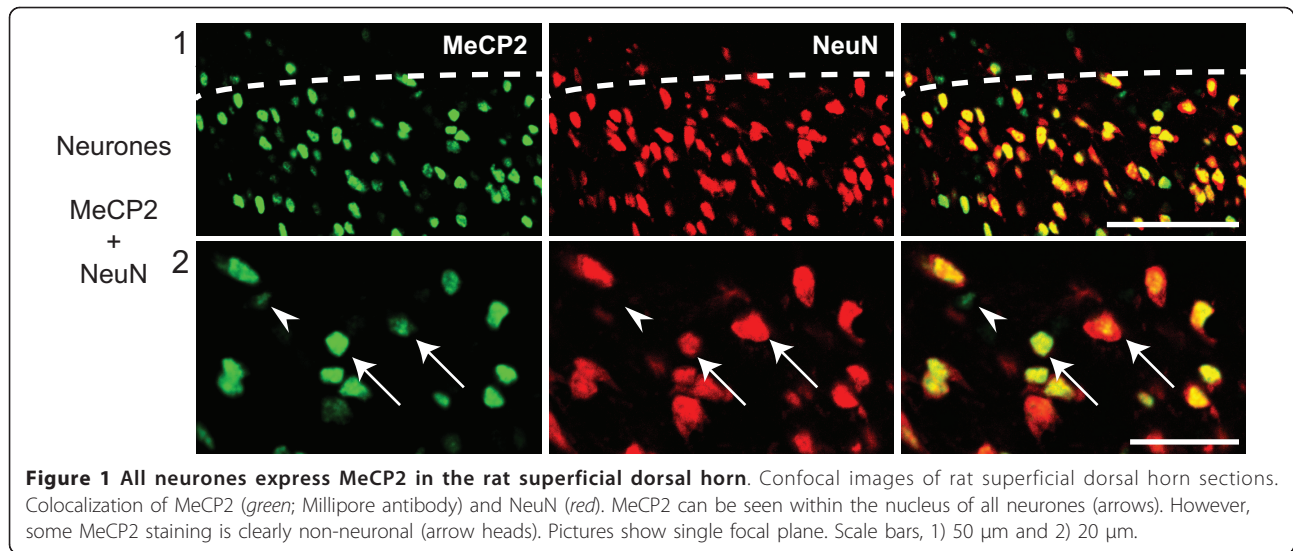 1
MeCP2
NeuN
Neurones
MeCP2
+
NeuN
2
Figure 1 All neurones express MeCP2 in the rat superficial dorsal horn. Confocal images of rat superficial dorsal horn sections.
Colocalization of MeCP2 (green; Millipore antibody) and NeuN (red). MeCP2 can be seen within the nucleus of all neurones (arrows). However,
some MeCP2 staining is clearly non-neuronal (arrow heads). Pictures show single focal plane. Scale bars, 1) 50 μm and 2) 20 μm.